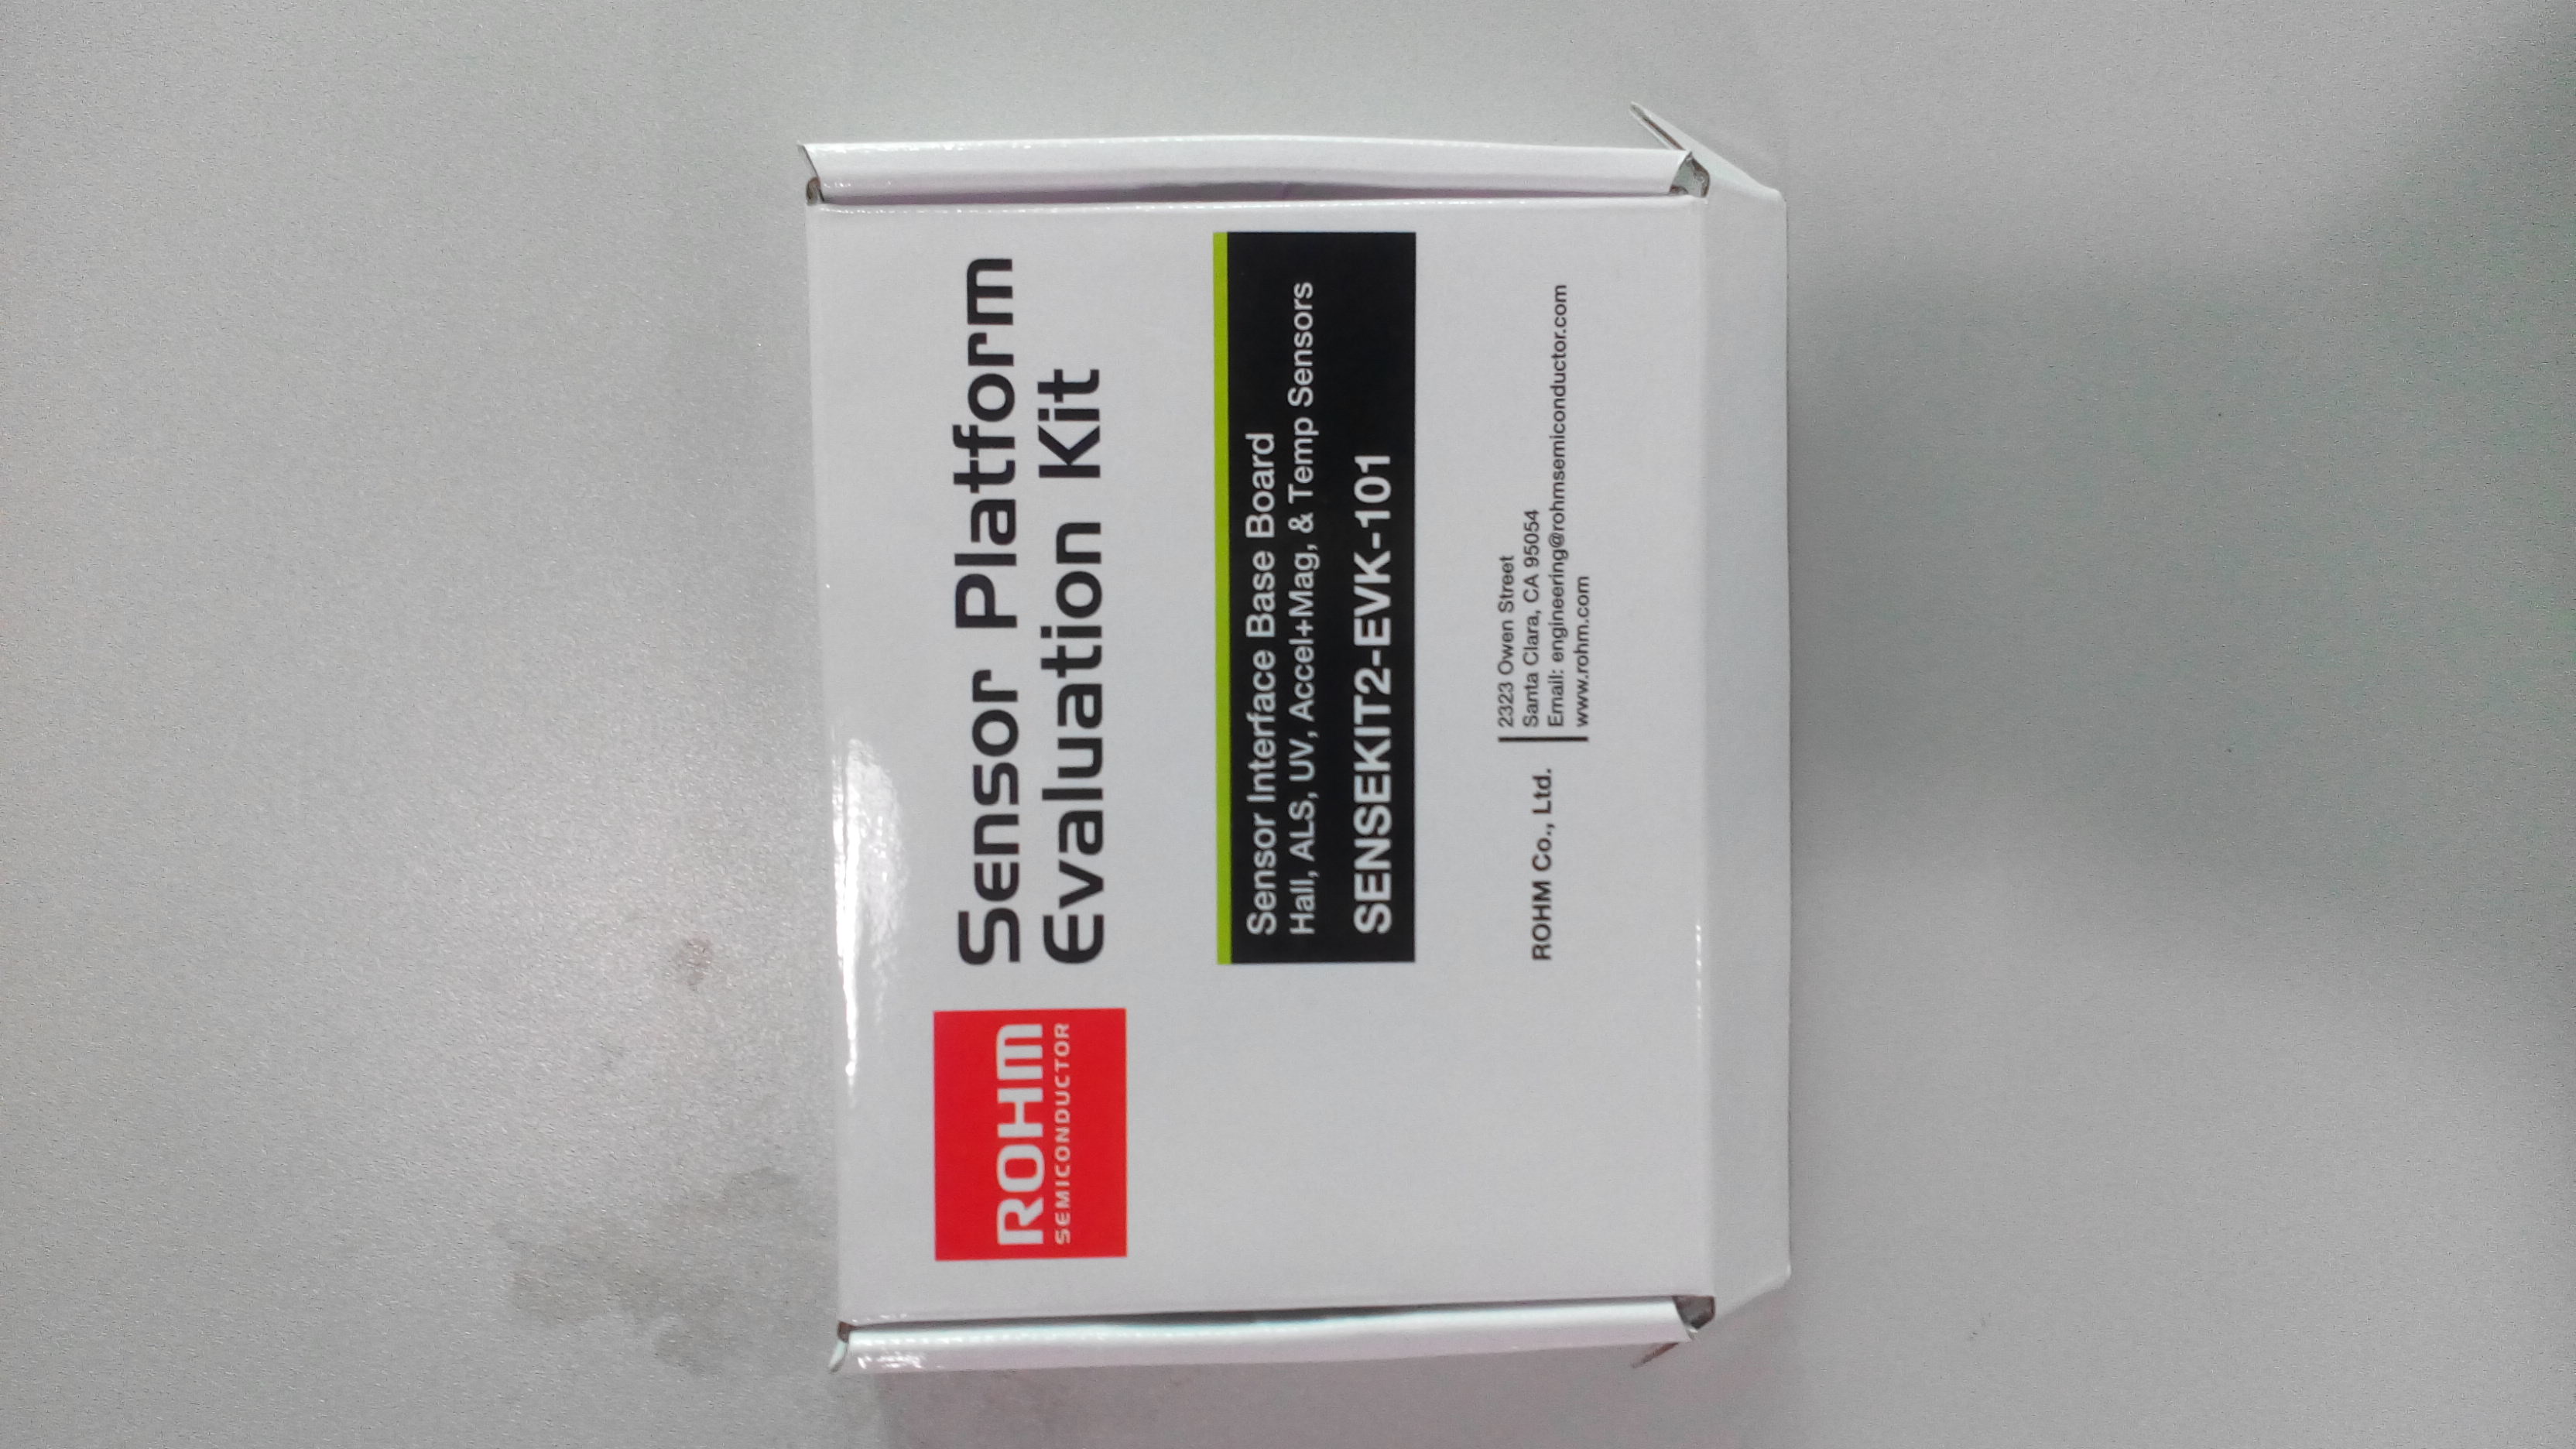 ROHM
SEMICONDUCTOR
Sensor Platform
Evaluation Kit
Sensor Interface Base Board
Hall, ALS, UV, Accel+Mag, & Temp Sensors
SENSEKIT2-EVK-101
ROHM Co., Ltd.
2323 Owen Street
Santa Clara, CA 95054
Email: engineering@rohmsemiconductor.com
www.rohm.com